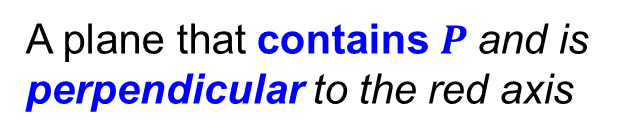 A plane that contains P and is
perpendicular to the red axis